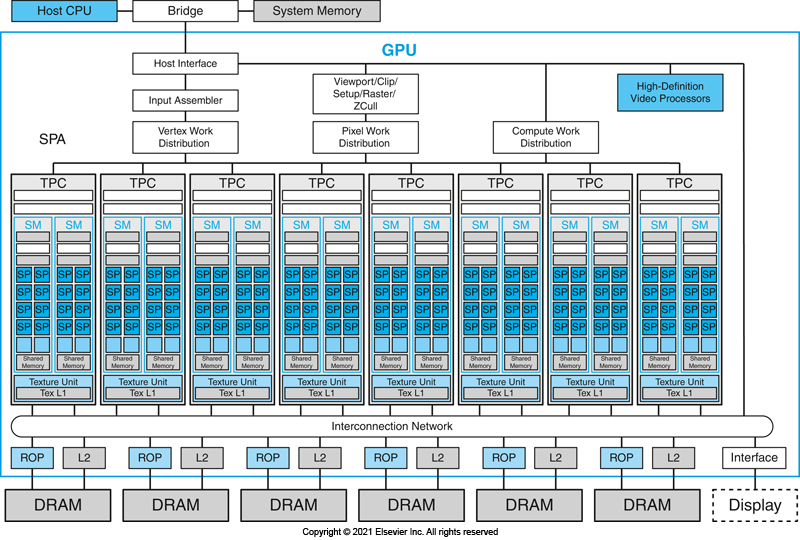 Host CPU Bridge System Memory
GPU
Host Interface
Viewport/Clip/
Setup/Raster/
ZCull
High-Definition
Video Processors
Input Assembler
SPA
Vertex Work
Distribution
Pixel Work
Distribution
Compute Work
Distribution
TPC TPC TPC TPC TPC TPC TPC TPC
SM SM SM SM SM SM SM SM SM SM SM SM SM SM SM SM
SP SP SP SP SP SP SP SP SP SP SP SP SP SP SP SP SP SP SP SP SP SP SP SP SP SP SP SP SP SP SP SP
SP SP SP SP SP SP SP SP SP SP SP SP SP SP SP SP SP SP SP SP SP SP SP SP SP SP SP SP SP SP SP SP
SP SP SP SP SP SP SP SP SP SP SP SP SP SP SP SP SP SP SP SP SP SP SP SP SP SP SP SP SP SP SP SP
SP SP SP SP SP SP SP SP SP SP SP SP SP SP SP SP SP SP SP SP SP SP SP SP SP SP SP SP SP SP SP SP
Shared Shared Shared Shared Shared Shared Shared Shared Shared Shared Shared Shared Shared Shared Shared Shared
Memory Memory Memory Memory Memory Memory Memory Memory Memory Memory Memory Memory Memory Memory Memory Memory
Texture Unit Texture Unit Texture Unit Texture Unit Texture Unit Texture Unit Texture Unit Texture Unit
Tex L1 Tex L1 Tex L1 Tex L1 Tex L1 Tex L1 Tex L1 Tex L1
Interconnection Network
ROP L2 ROP L2 ROP L2 ROP L2 ROP L2 ROP L2 Interface
DRAM DRAM DRAM DRAM DRAM DRAM Display
Copyright © 2021 Elsevier Inc. All rights reserved